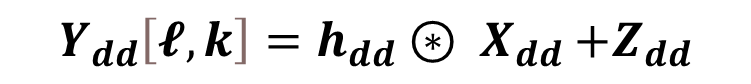 Y_dd[ℓ, k] = h_dd ⊛ X_dd + Z_dd